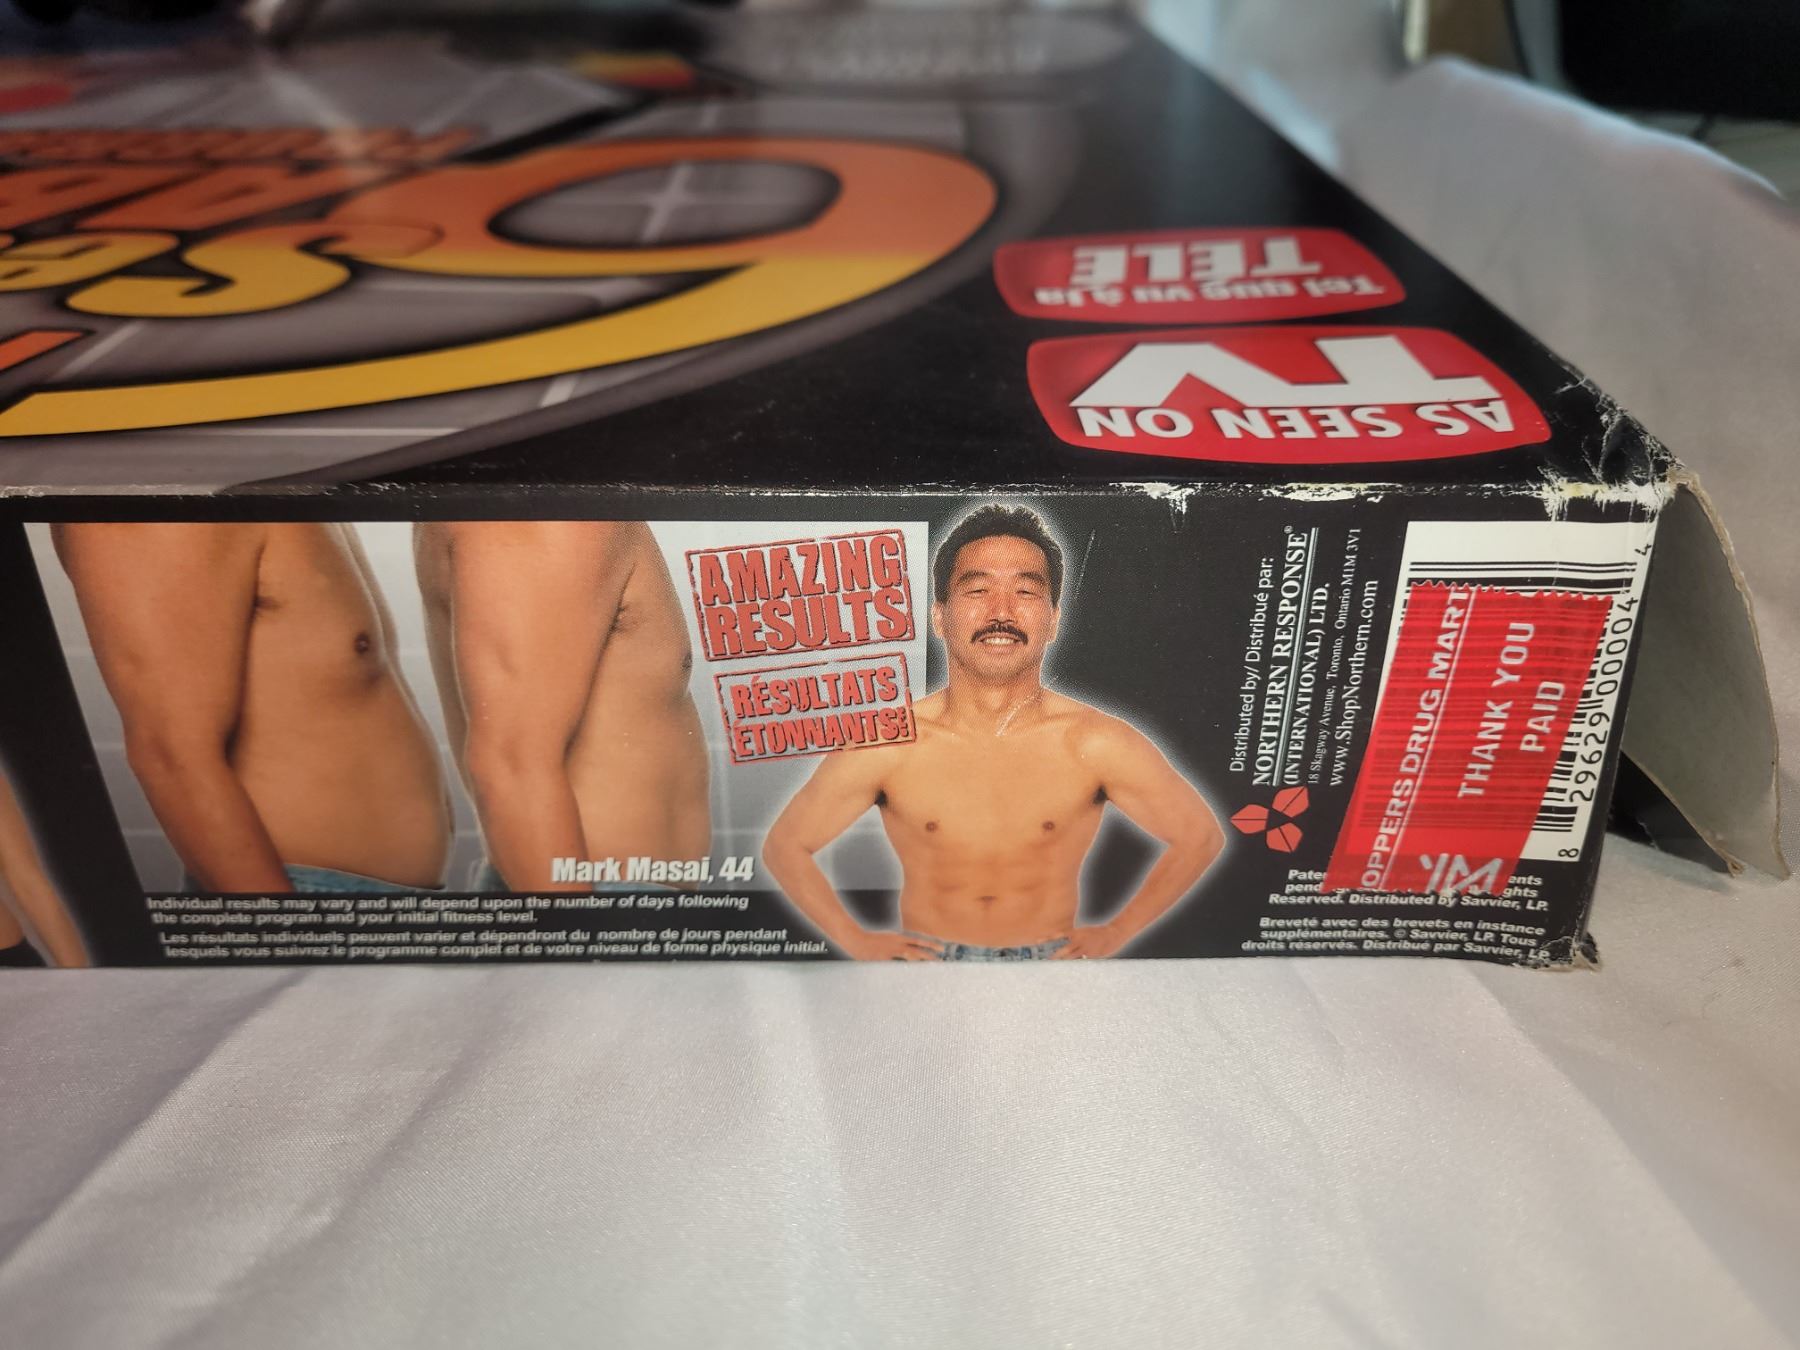 Tel que vu à la
TÉLÉ
AS SEEN ON
TV
6
AMAZING
RESULTS
RÉSULTATS
ÉTONNANTS!
Mark Masai, 44
Individual results may vary and will depend upon the number of days following
the complete program and your initial fitness level.
Les résultats individuels peuvent varier et dépendront du nombre de jours pendant
lesquels vous suivrez le programme complet et de votre niveau de forme physique initial.
Distributed by/ Distribué par:
NORTHERN RESPONSE®
(INTERNATIONAL) LTD.
18 Skagway Avenue, Toronto, Ontario M1M 3V1
www.ShopNorthern.com
OPPERS DRUG MART
THANK YOU
PAID
8 29629 00004 4
Reserved. Distributed by Savvier, LP.
Breveté avec des brevets en instance
supplémentaires. © Savvier, LP. Tous
droits réservés. Distribué par Savvier, LP.